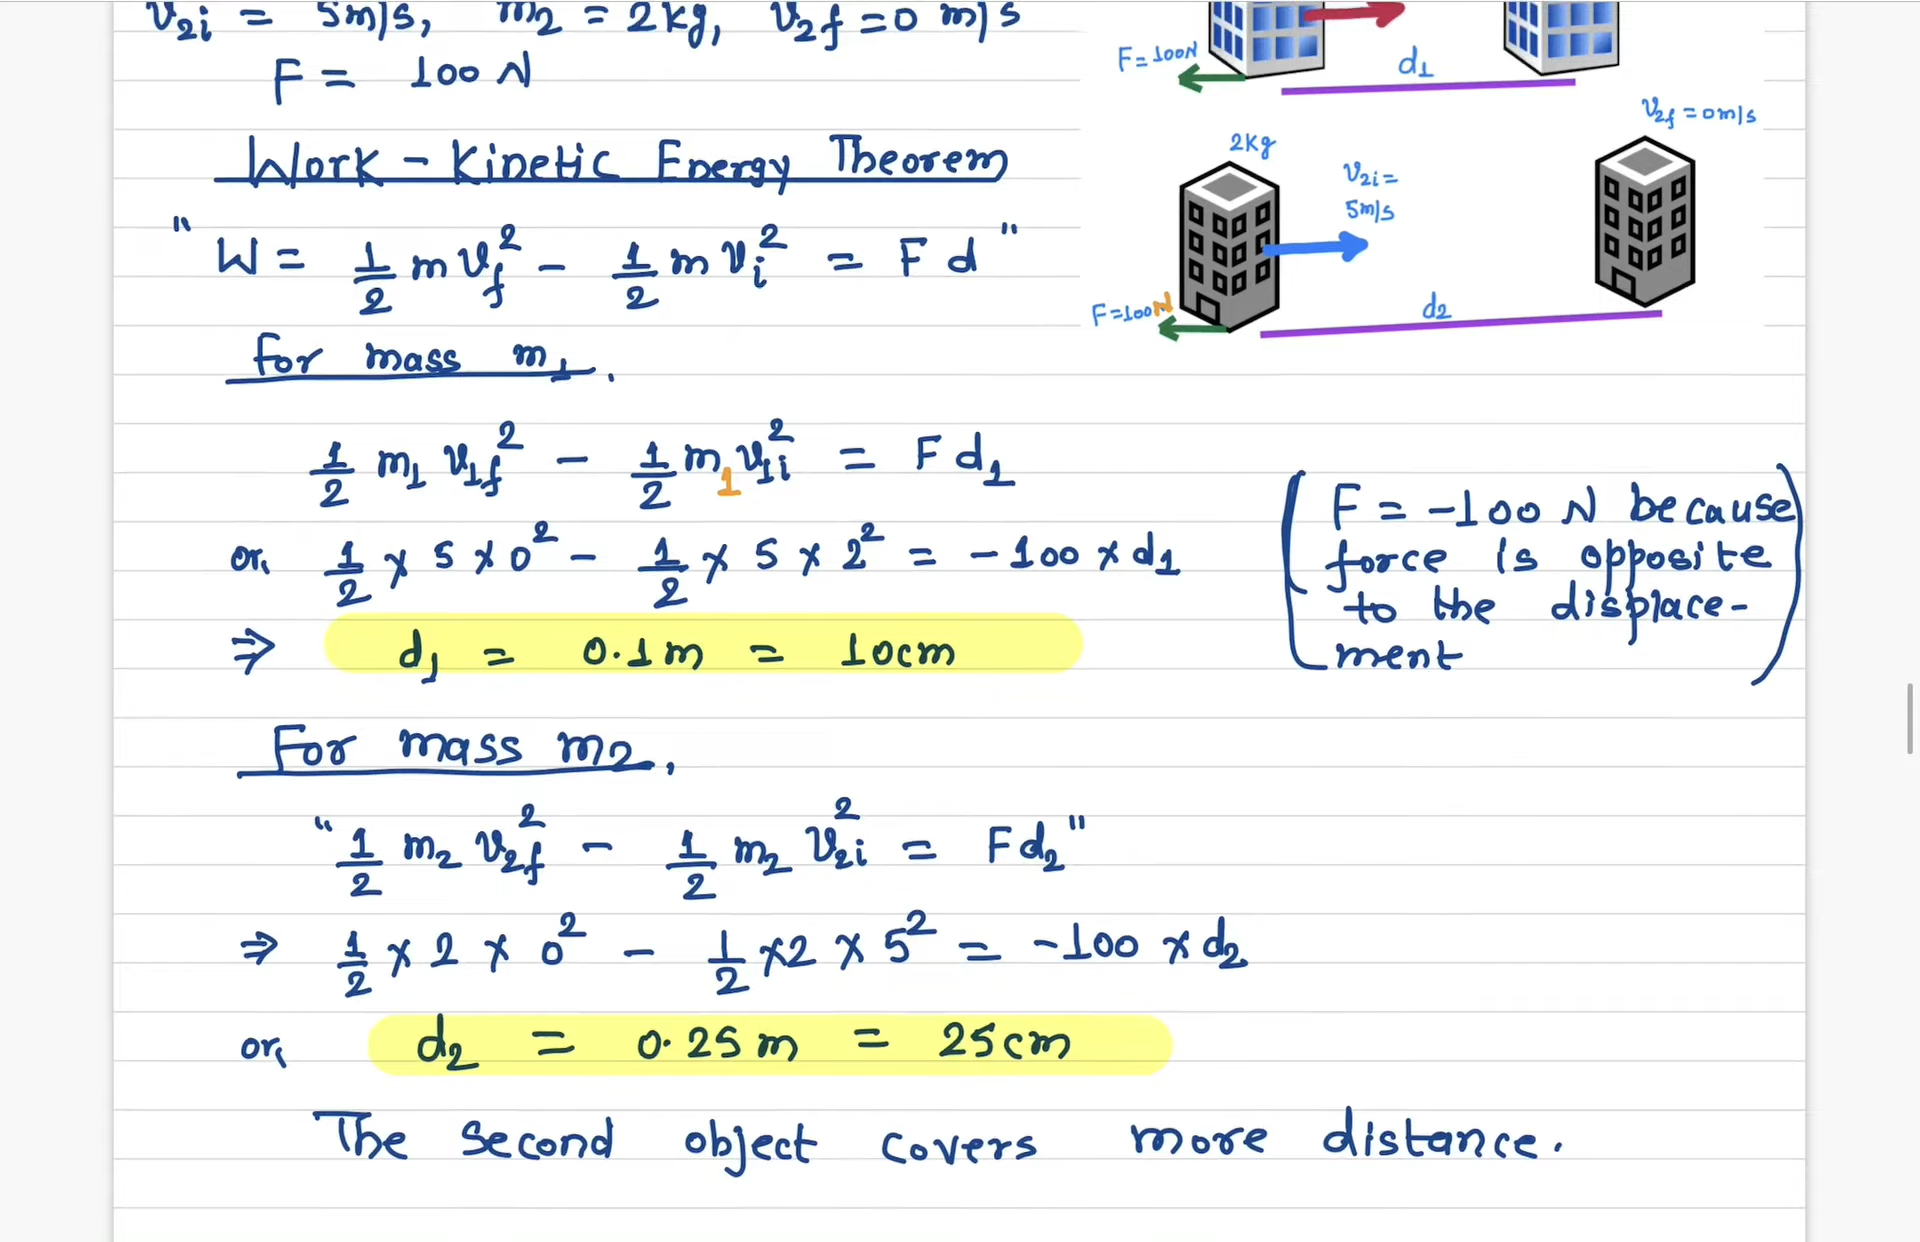 v₂ᵢ = 5m/s, m₂ = 2kg, v₂f = 0 m/s
F = 100 N
F=100N
d₁
Work - Kinetic Energy Theorem
2kg
v₂f = 0m/s
v₂ᵢ =
5m/s
" W = 1/2 m v_f² - 1/2 m vᵢ² = F d "
F=100N
d₂
for mass m₁.
1/2 m₁ v₁f² - 1/2 m₁ v₁ᵢ² = F d₁
or, 1/2 × 5 × 0² - 1/2 × 5 × 2² = -100 × d₁
⇒ d₁ = 0.1m = 10cm
F = -100 N because
force is opposite
to the displace-
ment
For mass m₂,
" 1/2 m₂ v₂f² - 1/2 m₂ v₂ᵢ² = F d₂ "
⇒ 1/2 × 2 × 0² - 1/2 × 2 × 5² = -100 × d₂
or, d₂ = 0.25m = 25cm
The second object covers more distance.